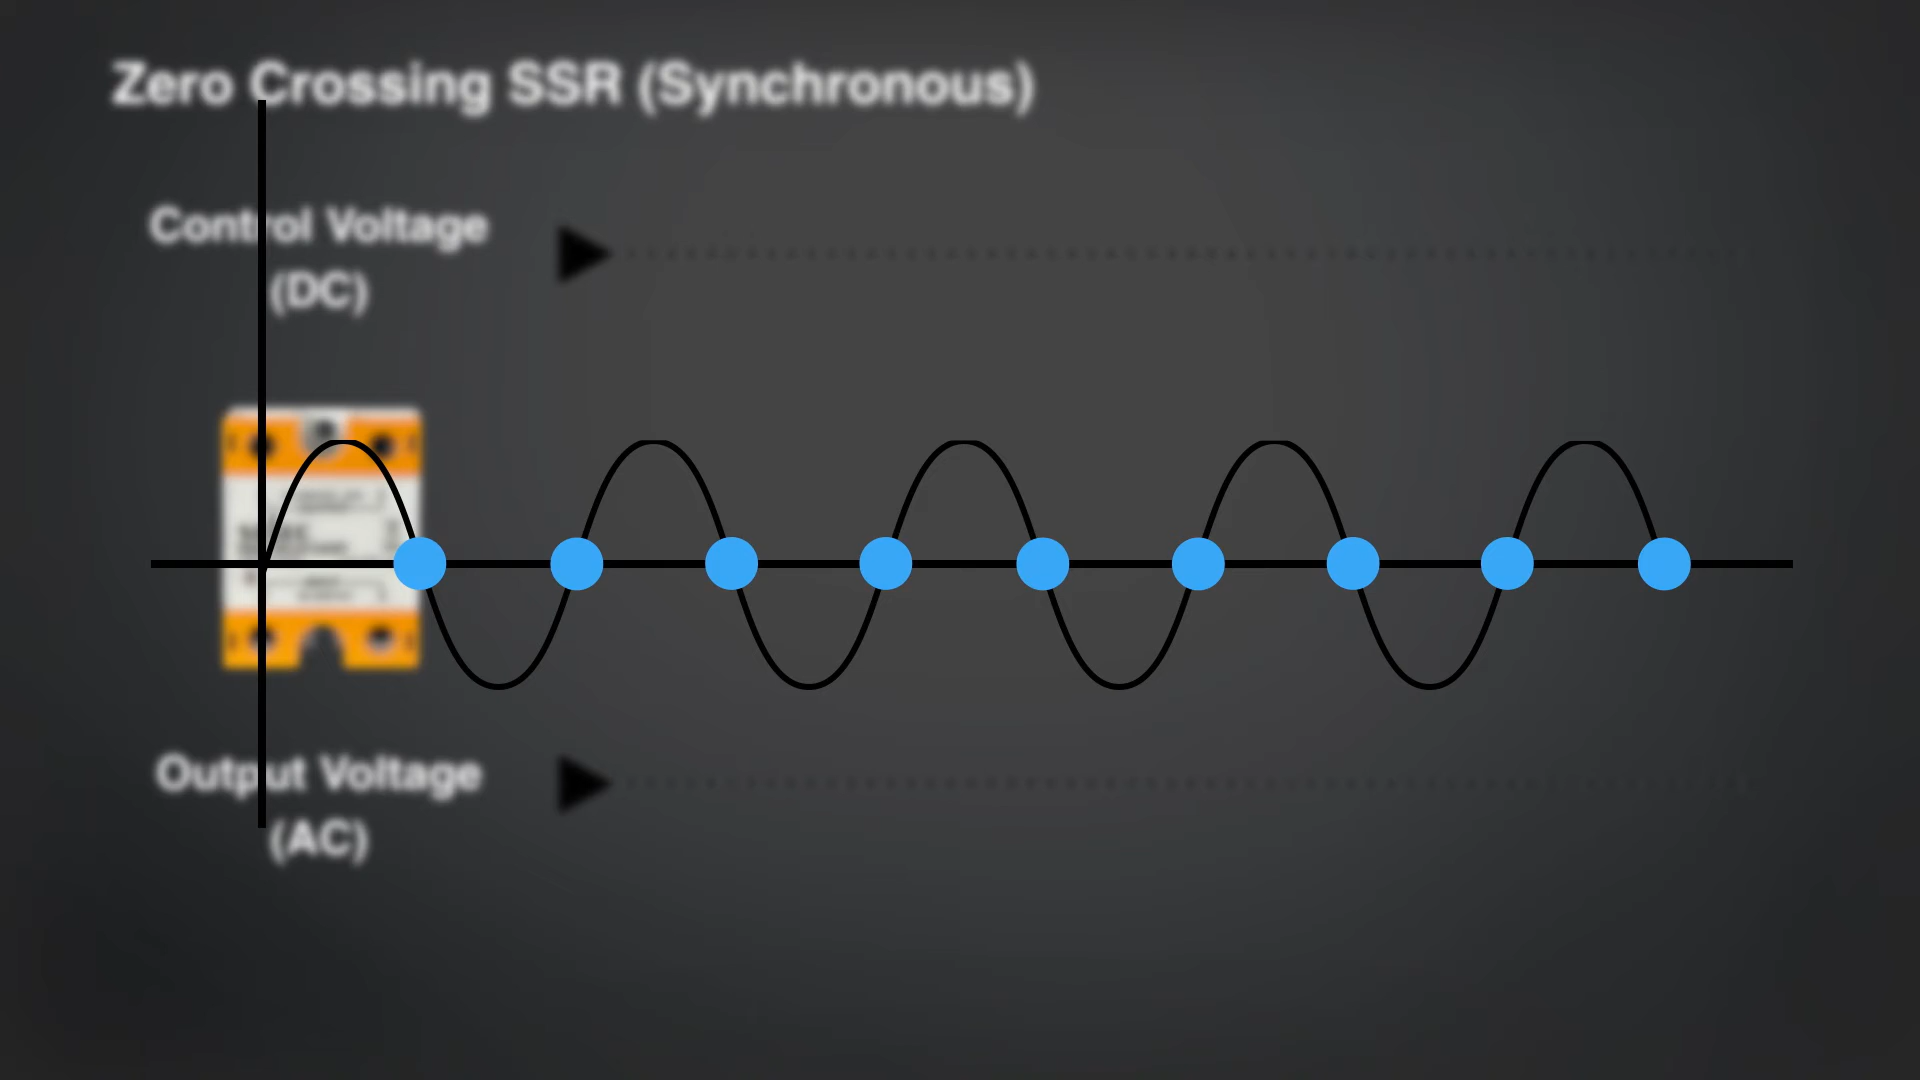 Zero Crossing SSR (Synchronous)
Control Voltage
(DC)
Output Voltage
(AC)